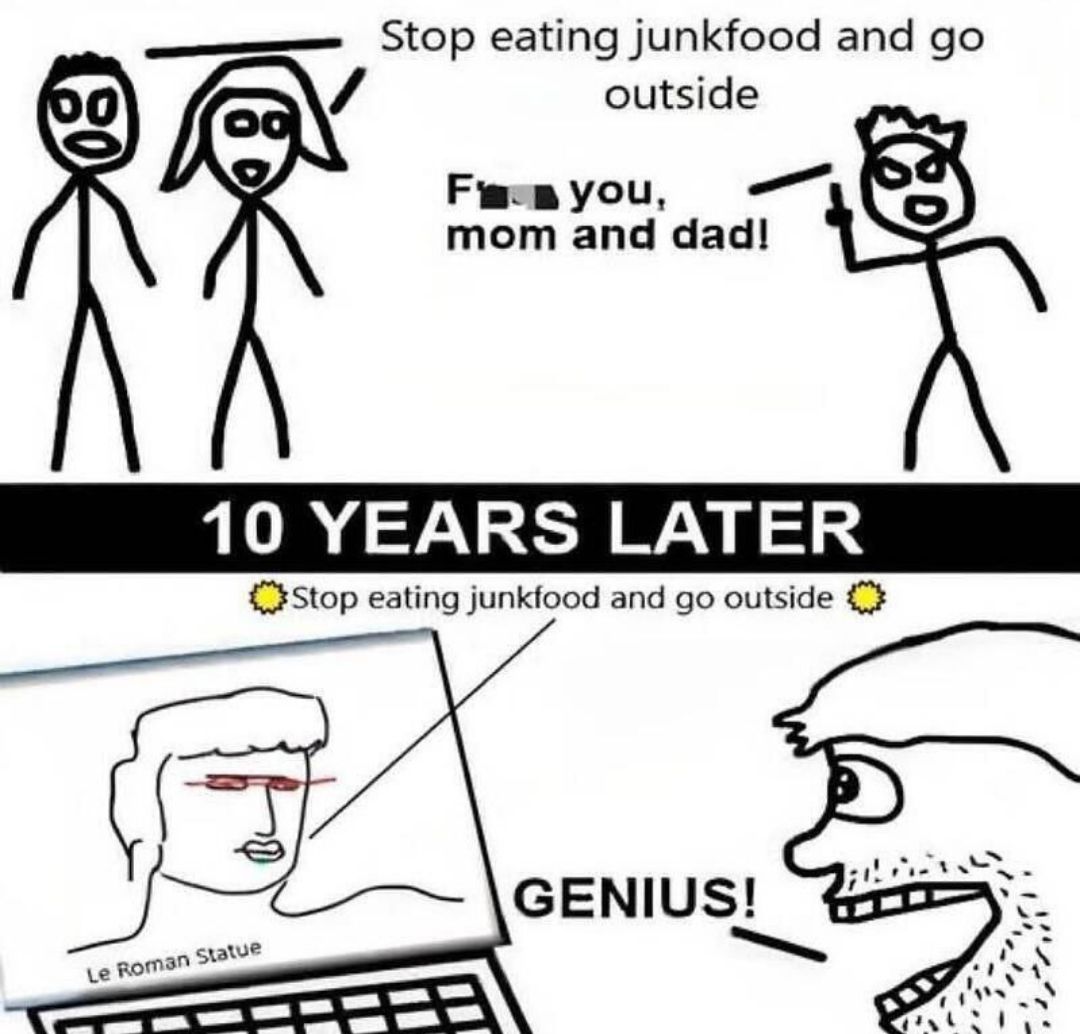 Stop eating junkfood and go
outside
you,
mom and dad!
10 YEARS LATER
Stop eating junkfood and go outside
GENIUS!
Le Roman Statue